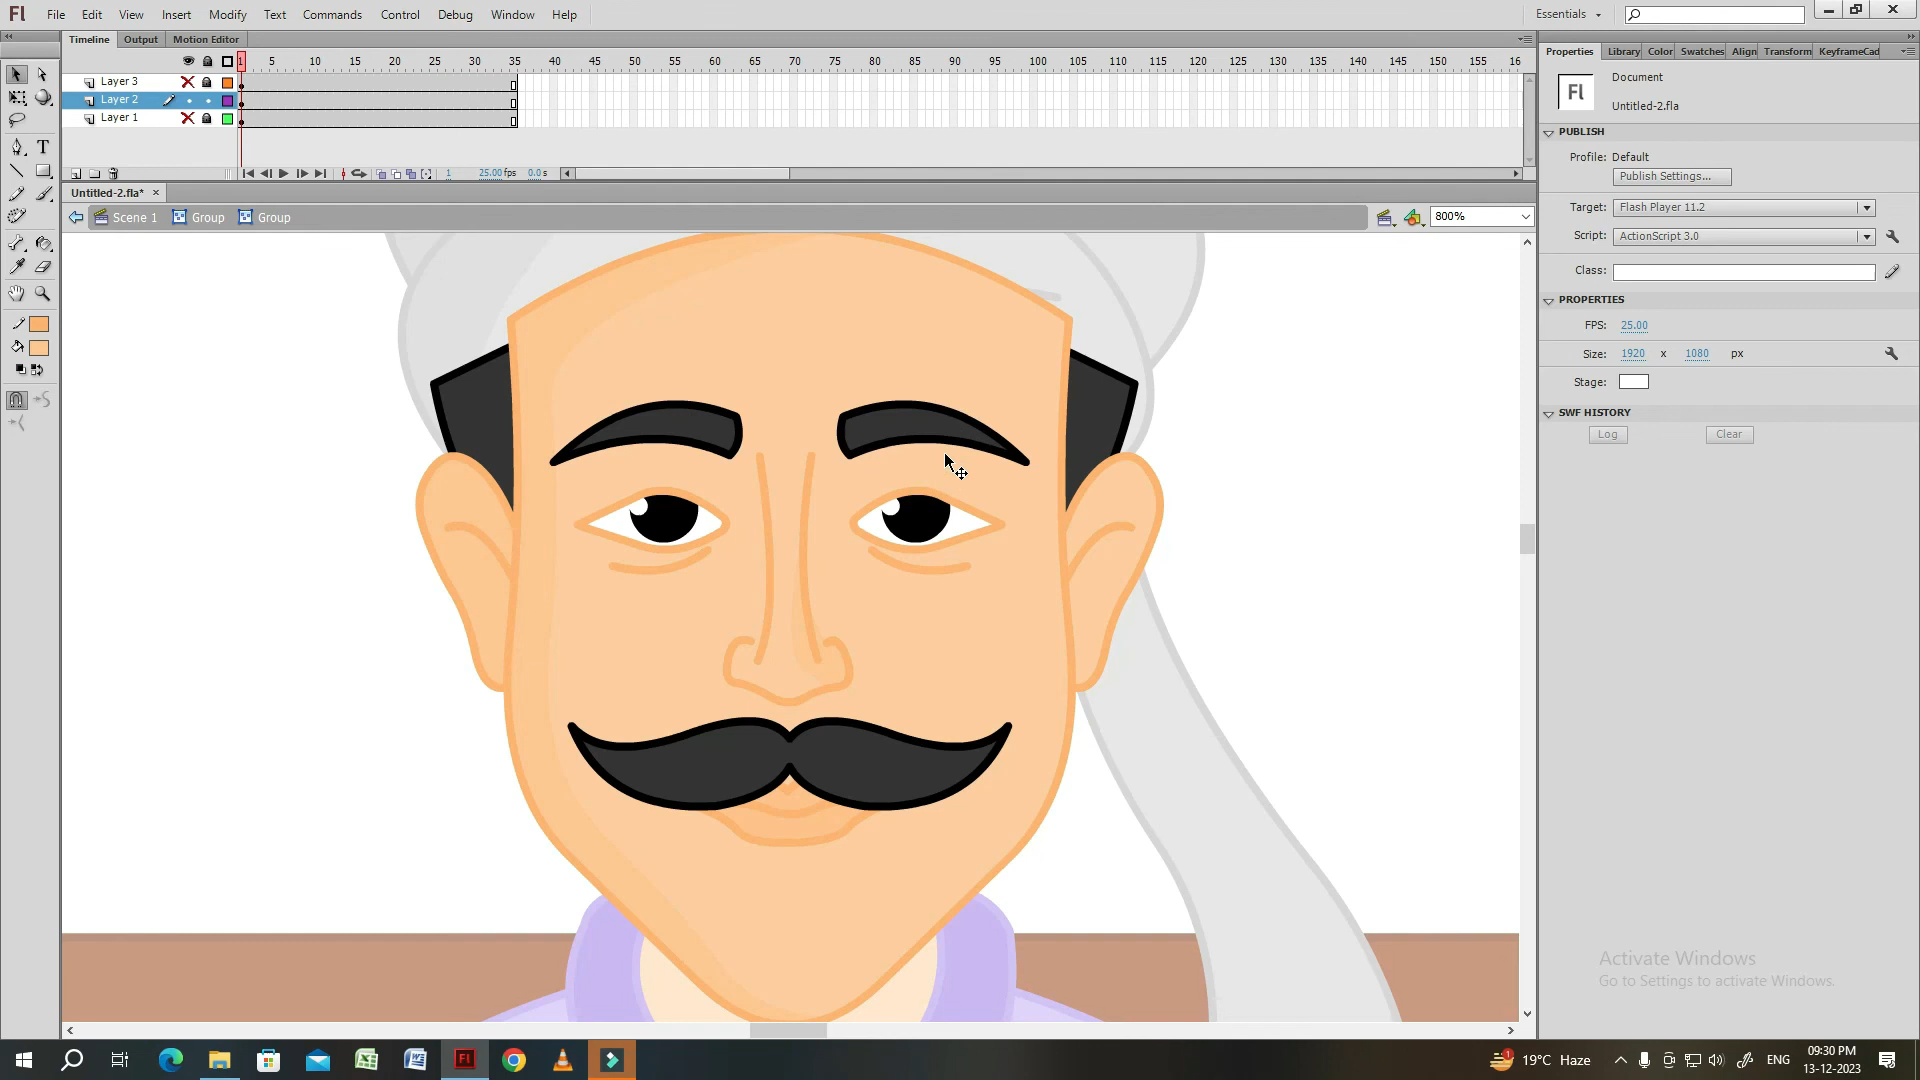 Fl File Edit View Insert Modify Text Commands Control Debug Window Help Essentials
Timeline Output Motion Editor
1 5 10 15 20 25 30 35 40 45 50 55 60 65 70 75 80 85 90 95 100 105 110 115 120 125 130 135 140 145 150 155 16
Layer 3
Layer 2
Layer 1
1 25.00 fps 0.0 s
Untitled-2.fla*
Scene 1 Group Group 800%
Properties Library Color Swatches Align Transform KeyframeCad
Document
Fl
Untitled-2.fla
PUBLISH
Profile: Default
Publish Settings...
Target: Flash Player 11.2
Script: ActionScript 3.0
Class:
PROPERTIES
FPS: 25.00
Size: 1920 x 1080 px
Stage:
SWF HISTORY
Log Clear
T
Activate Windows
Go to Settings to activate Windows.
Fl
1 19°C Haze ENG
09:30 PM
13-12-2023